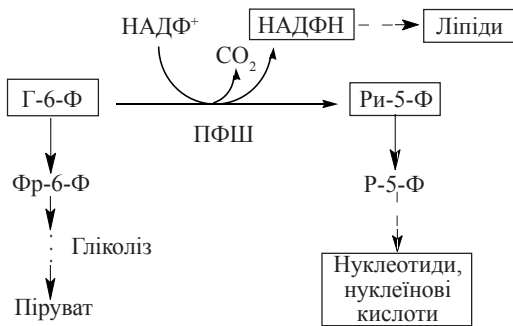 НАДФ⁺
НАДФН
Ліпіди
CO₂
Г-6-Ф
Ри-5-Ф
ПФШ
Фр-6-Ф
Р-5-Ф
Гліколіз
Піруват
Нуклеотиди,
нуклеїнові
кислоти